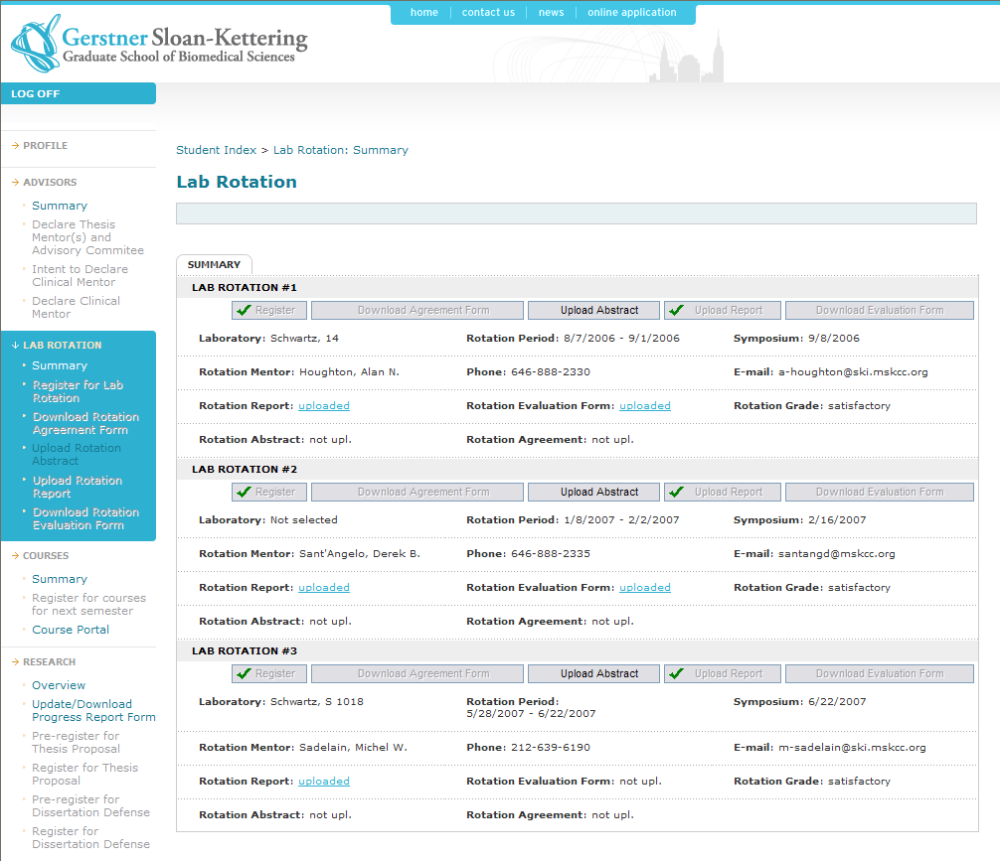 home contact us news online application
Gerstner Sloan-Kettering
Graduate School of Biomedical Sciences
LOG OFF
PROFILE
ADVISORS
Summary
Declare Thesis
Mentor(s) and
Advisory Commitee
Intent to Declare
Clinical Mentor
Declare Clinical
Mentor
LAB ROTATION
Summary
Register for Lab
Rotation
Download Rotation
Agreement Form
Upload Rotation
Abstract
Upload Rotation
Report
Download Rotation
Evaluation Form
COURSES
Summary
Register for courses
for next semester
Course Portal
RESEARCH
Overview
Update/Download
Progress Report Form
Pre-register for
Thesis Proposal
Register for Thesis
Proposal
Pre-register for
Dissertation Defense
Register for
Dissertation Defense
Student Index > Lab Rotation: Summary
Lab Rotation
SUMMARY
LAB ROTATION #1
Register Download Agreement Form Upload Abstract Upload Report Download Evaluation Form
Laboratory: Schwartz, 14 Rotation Period: 8/7/2006 - 9/1/2006 Symposium: 9/8/2006
Rotation Mentor: Houghton, Alan N. Phone: 646-888-2330 E-mail: a-houghton@ski.mskcc.org
Rotation Report: uploaded Rotation Evaluation Form: uploaded Rotation Grade: satisfactory
Rotation Abstract: not upl. Rotation Agreement: not upl.
LAB ROTATION #2
Register Download Agreement Form Upload Abstract Upload Report Download Evaluation Form
Laboratory: Not selected Rotation Period: 1/8/2007 - 2/2/2007 Symposium: 2/16/2007
Rotation Mentor: Sant'Angelo, Derek B. Phone: 646-888-2335 E-mail: santangd@mskcc.org
Rotation Report: uploaded Rotation Evaluation Form: uploaded Rotation Grade: satisfactory
Rotation Abstract: not upl. Rotation Agreement: not upl.
LAB ROTATION #3
Register Download Agreement Form Upload Abstract Upload Report Download Evaluation Form
Laboratory: Schwartz, S 1018 Rotation Period: Symposium: 6/22/2007
5/28/2007 - 6/22/2007
Rotation Mentor: Sadelain, Michel W. Phone: 212-639-6190 E-mail: m-sadelain@ski.mskcc.org
Rotation Report: uploaded Rotation Evaluation Form: not upl. Rotation Grade: satisfactory
Rotation Abstract: not upl. Rotation Agreement: not upl.